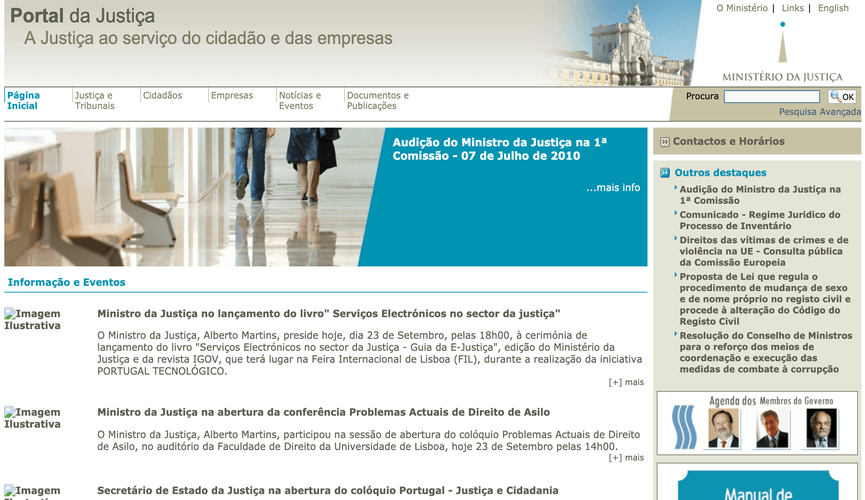 Portal da Justiça
A Justiça ao serviço do cidadão e das empresas
O Ministério | Links | English
MINISTÉRIO DA JUSTIÇA
Página
Inicial
Justiça e
Tribunais
Cidadãos
Empresas
Notícias e
Eventos
Documentos e
Publicações
Procura
OK
Pesquisa Avançada
Audição do Ministro da Justiça na 1ª
Comissão - 07 de Julho de 2010
...mais info
Informação e Eventos
Imagem
Ilustrativa
Ministro da Justiça no lançamento do livro" Serviços Electrónicos no sector da justiça"
O Ministro da Justiça, Alberto Martins, preside hoje, dia 23 de Setembro, pelas 18h00, à cerimónia de
lançamento do livro "Serviços Electrónicos no sector da Justiça - Guia da E-Justiça", edição do Ministério da
Justiça e da revista IGOV, que terá lugar na Feira Internacional de Lisboa (FIL), durante a realização da iniciativa
PORTUGAL TECNOLÓGICO.
[+] mais
Imagem
Ilustrativa
Ministro da Justiça na abertura da conferência Problemas Actuais de Direito de Asilo
O Ministro da Justiça, Alberto Martins, participou na sessão de abertura do colóquio Problemas Actuais de Direito
de Asilo, no auditório da Faculdade de Direito da Universidade de Lisboa, hoje 23 de Setembro pelas 14h00.
[+] mais
Imagem
Secretário de Estado da Justiça na abertura do colóquio Portugal - Justiça e Cidadania
Contactos e Horários
Outros destaques
Audição do Ministro da Justiça na
1ª Comissão
Comunicado - Regime Juridico do
Processo de Inventário
Direitos das vítimas de crimes e de
violência na UE - Consulta pública
da Comissão Europeia
Proposta de Lei que regula o
procedimento de mudança de sexo
e de nome próprio no registo civil e
procede à alteração do Código do
Registo Civil
Resolução do Conselho de Ministros
para o reforço dos meios de
coordenação e execução das
medidas de combate à corrupção
Agenda dos Membros do Governo
Manual de